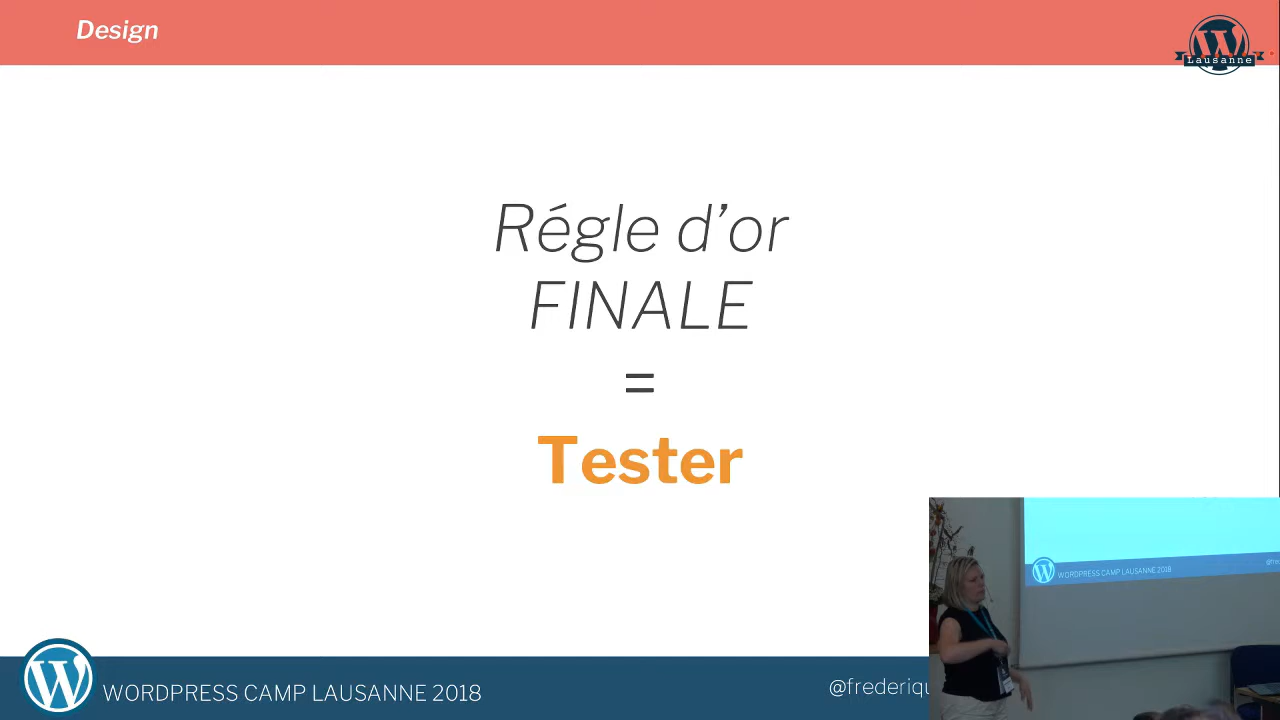 Design
Lausanne
Régle d’or
FINALE
=
Tester
WORDPRESS CAMP LAUSANNE 2018
WORDPRESS CAMP LAUSANNE 2018